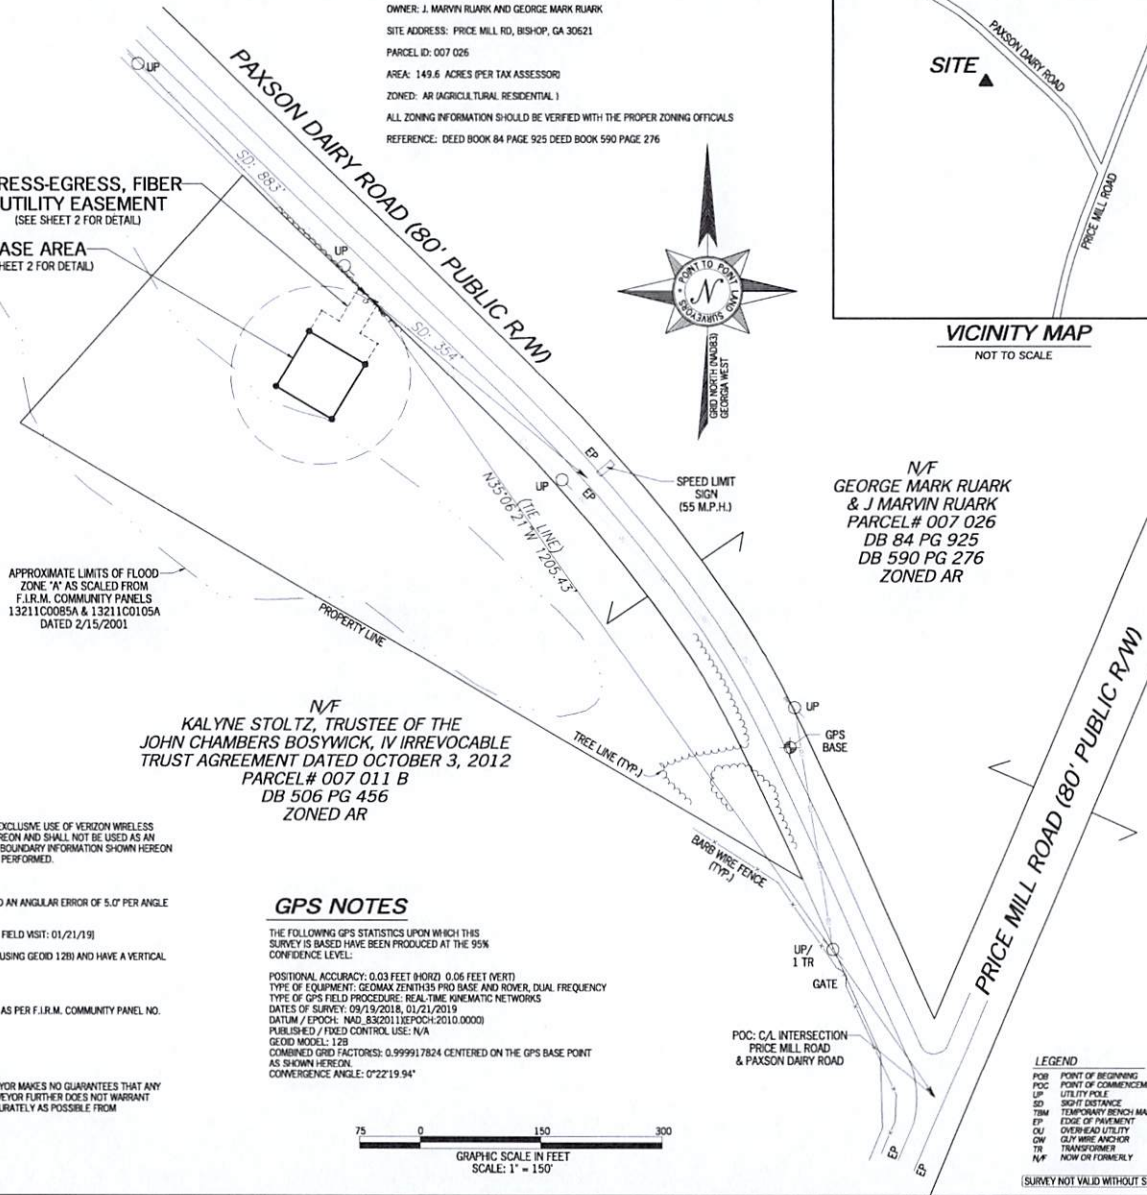 OWNER: J. MARVIN RUARK AND GEORGE MARK RUARK
SITE ADDRESS: PRICE MILL RD, BISHOP, GA 30621
PARCEL ID: 007 026
AREA: 149.6 ACRES (PER TAX ASSESSOR)
ZONED: AR (AGRICULTURAL RESIDENTIAL )
ALL ZONING INFORMATION SHOULD BE VERIFIED WITH THE PROPER ZONING OFFICIALS
REFERENCE: DEED BOOK 84 PAGE 925 DEED BOOK 590 PAGE 276
PAXSON DAIRY ROAD
SITE
PRICE MILL ROAD
VICINITY MAP
NOT TO SCALE
UP
PAXSON DAIRY ROAD (80' PUBLIC R/W)
SD: 883'
RESS-EGRESS, FIBER
UTILITY EASEMENT
(SEE SHEET 2 FOR DETAIL)
ASE AREA
HEET 2 FOR DETAIL)
UP
SD: 354'
POINT TO POINT LAND SURVEYORS
N
GRID NORTH (NAD83)
GEORGIA WEST
EP
UP
EP
SPEED LIMIT
SIGN
(55 M.P.H.)
(TIE LINE)
N35°06'21"W 1205.43'
N/F
GEORGE MARK RUARK
& J MARVIN RUARK
PARCEL# 007 026
DB 84 PG 925
DB 590 PG 276
ZONED AR
APPROXIMATE LIMITS OF FLOOD
ZONE "A" AS SCALED FROM
F.I.R.M. COMMUNITY PANELS
13211C0085A & 13211C0105A
DATED 2/15/2001
PROPERTY LINE
N/F
KALYNE STOLTZ, TRUSTEE OF THE
JOHN CHAMBERS BOSYWICK, IV IRREVOCABLE
TRUST AGREEMENT DATED OCTOBER 3, 2012
PARCEL# 007 011 B
DB 506 PG 456
ZONED AR
TREE LINE (TYP.)
UP
GPS
BASE
PRICE MILL ROAD (80' PUBLIC R/W)
BARB WIRE FENCE
(TYP.)
UP/
1 TR
GATE
POC: C/L INTERSECTION
PRICE MILL ROAD
& PAXSON DAIRY ROAD
EP
EP
EXCLUSIVE USE OF VERIZON WIRELESS
REON AND SHALL NOT BE USED AS AN
BOUNDARY INFORMATION SHOWN HEREON
PERFORMED.
D AN ANGULAR ERROR OF 5.0" PER ANGLE
FIELD VISIT: 01/21/19)
USING GEOID 12B) AND HAVE A VERTICAL
AS PER F.I.R.M. COMMUNITY PANEL NO.
YOR MAKES NO GUARANTEES THAT ANY
VEYOR FURTHER DOES NOT WARRANT
URATELY AS POSSIBLE FROM
GPS NOTES
THE FOLLOWING GPS STATISTICS UPON WHICH THIS
SURVEY IS BASED HAVE BEEN PRODUCED AT THE 95%
CONFIDENCE LEVEL:
POSITIONAL ACCURACY: 0.03 FEET (HORZ) 0.06 FEET (VERT)
TYPE OF EQUIPMENT: GEOMAX ZENITH35 PRO BASE AND ROVER, DUAL FREQUENCY
TYPE OF GPS FIELD PROCEDURE: REAL-TIME KINEMATIC NETWORKS
DATES OF SURVEY: 09/19/2018, 01/21/2019
DATUM / EPOCH: NAD_83(2011)(EPOCH:2010.0000)
PUBLISHED / FIXED CONTROL USE: N/A
GEOID MODEL: 12B
COMBINED GRID FACTOR(S): 0.999917824 CENTERED ON THE GPS BASE POINT
AS SHOWN HEREON.
CONVERGENCE ANGLE: 0°22'19.94"
75 0 150 300
GRAPHIC SCALE IN FEET
SCALE: 1" = 150'
LEGEND
POB POINT OF BEGINNING
POC POINT OF COMMENCEM
UP UTILITY POLE
SD SIGHT DISTANCE
TBM TEMPORARY BENCH MA
EP EDGE OF PAVEMENT
OU OVERHEAD UTILITY
GW GUY WIRE ANCHOR
TR TRANSFORMER
N/F NOW OR FORMERLY
SURVEY NOT VALID WITHOUT S